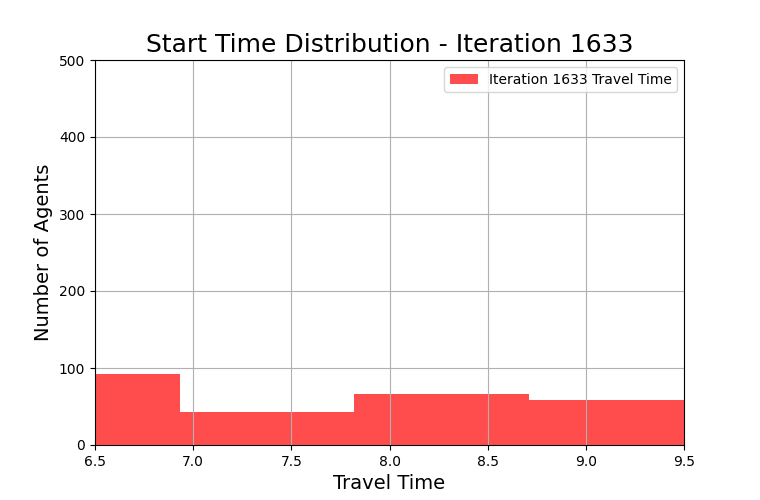 Start Time Distribution - Iteration 1633
500
400
300
200
100
0
Number of Agents
Iteration 1633 Travel Time
6.5 7.0 7.5 8.0 8.5 9.0 9.5
Travel Time